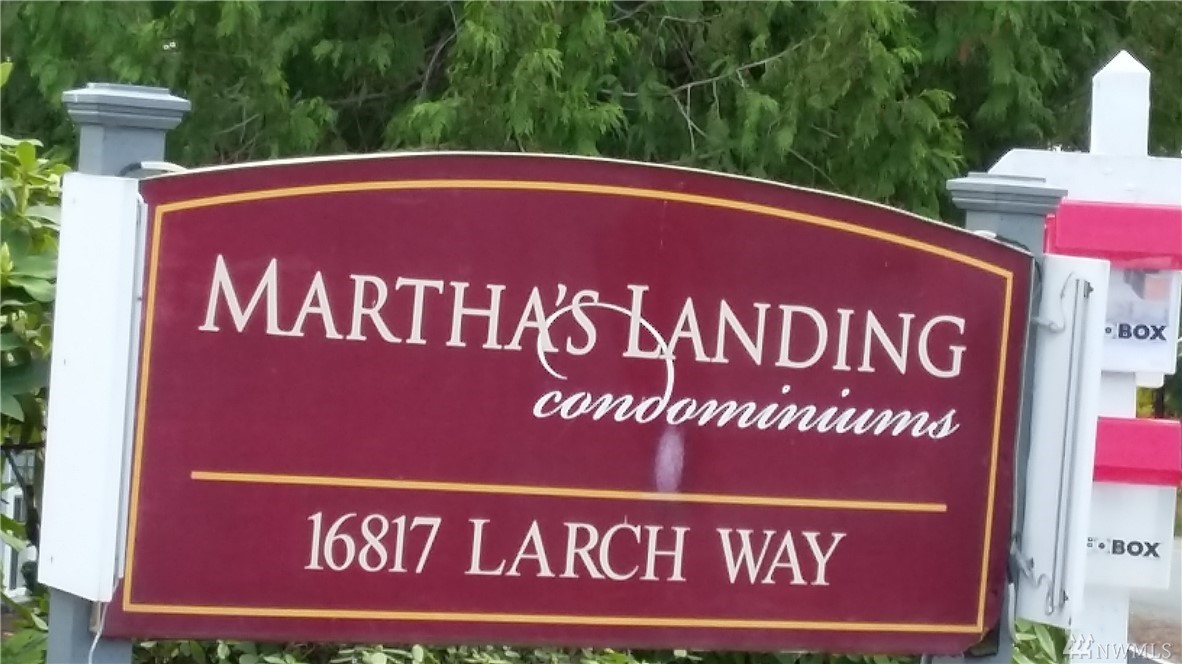 MARTHA'S LANDING
condominiums
16817 LARCH WAY
BOX
BOX
NWMLS